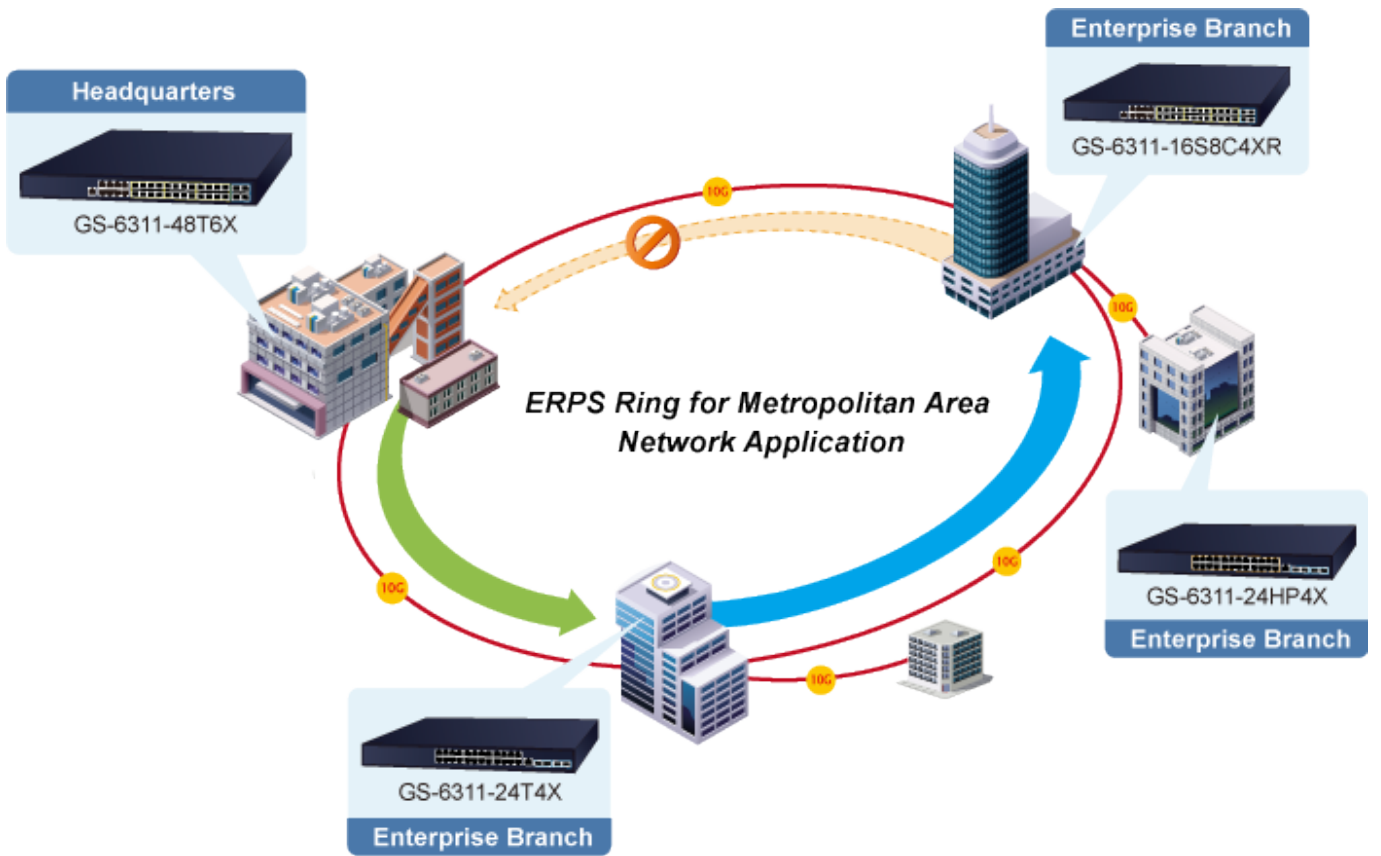 Enterprise Branch
GS-6311-16S8C4XR
Headquarters
GS-6311-48T6X
10G
10G
ERPS Ring for Metropolitan Area
Network Application
GS-6311-24HP4X
Enterprise Branch
10G
10G
10G
GS-6311-24T4X
Enterprise Branch